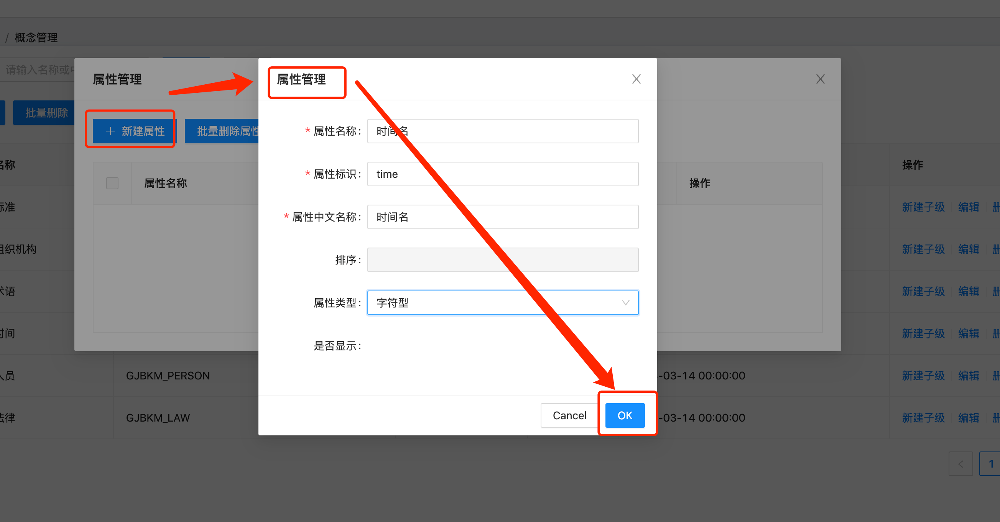 / 概念管理
请输入名称或
属性管理
属性管理
批量删除
新建属性
批量删除属性
* 属性名称:
时间名
* 属性标识:
time
* 属性中文名称:
时间名
排序:
属性类型:
字符型
是否显示:
Cancel
OK
属性名称
操作
名称
操作
标准
新建子级
编辑
删
组织机构
新建子级
编辑
删
术语
新建子级
编辑
删
时间
新建子级
编辑
删
人员
GJBKM_PERSON
-03-14 00:00:00
新建子级
编辑
删
法律
GJBKM_LAW
-03-14 00:00:00
新建子级
编辑
删
1